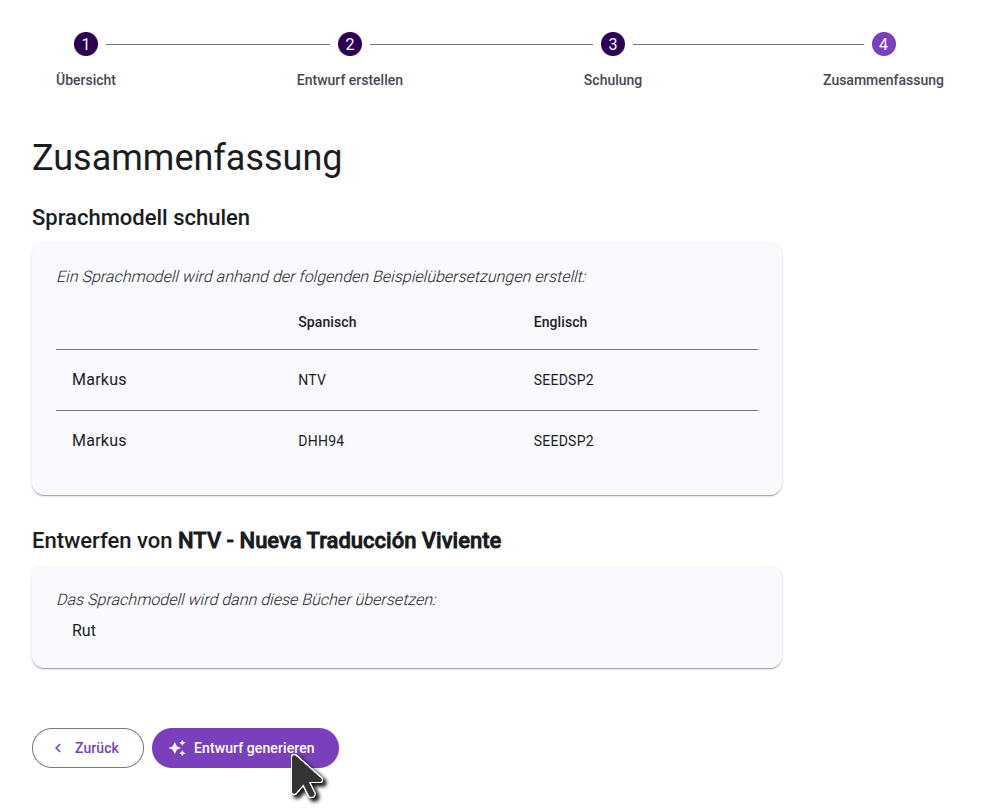 1 2 3 4
Übersicht Entwurf erstellen Schulung Zusammenfassung
Zusammenfassung
Sprachmodell schulen
Ein Sprachmodell wird anhand der folgenden Beispielübersetzungen erstellt:
Spanisch Englisch
Markus NTV SEEDSP2
Markus DHH94 SEEDSP2
Entwerfen von NTV - Nueva Traducción Viviente
Das Sprachmodell wird dann diese Bücher übersetzen:
Rut
Zurück Entwurf generieren